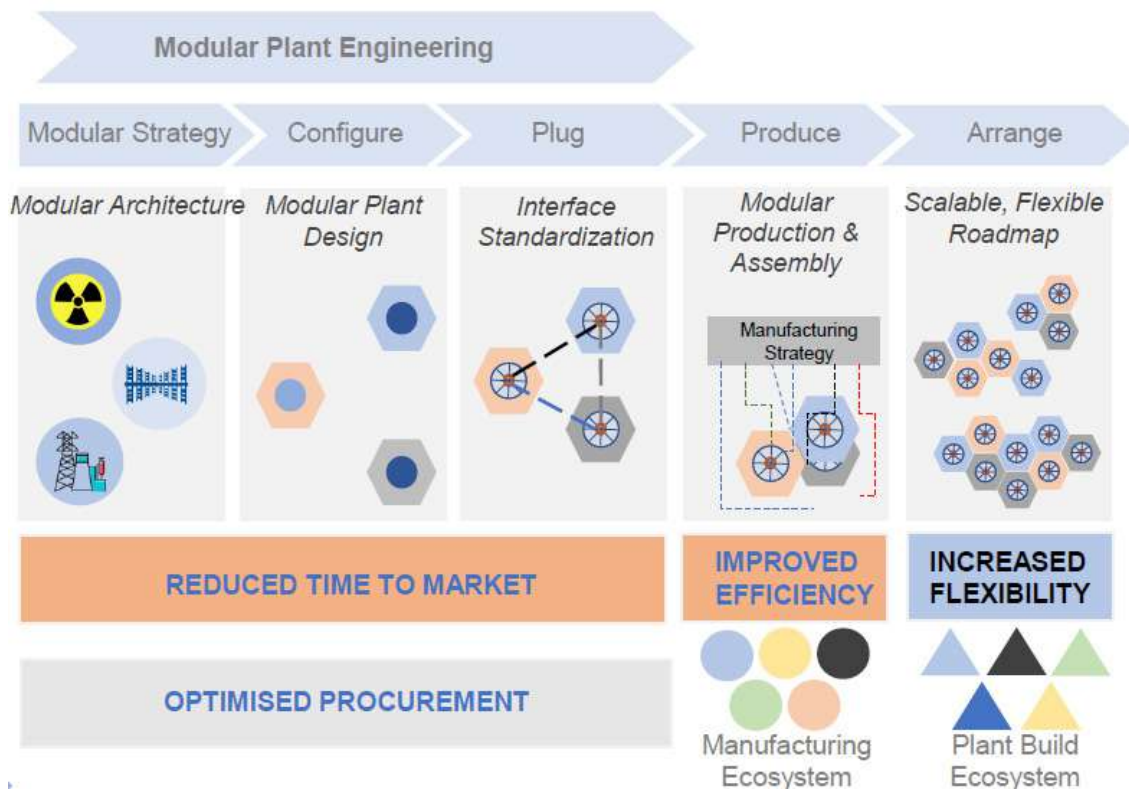 Modular Plant Engineering
Modular Strategy
Configure
Plug
Produce
Arrange
Modular Architecture
Modular Plant
Design
Interface
Standardization
Modular
Production &
Assembly
Scalable, Flexible
Roadmap
Manufacturing
Strategy
REDUCED TIME TO MARKET
IMPROVED
EFFICIENCY
INCREASED
FLEXIBILITY
OPTIMISED PROCUREMENT
Manufacturing
Ecosystem
Plant Build
Ecosystem